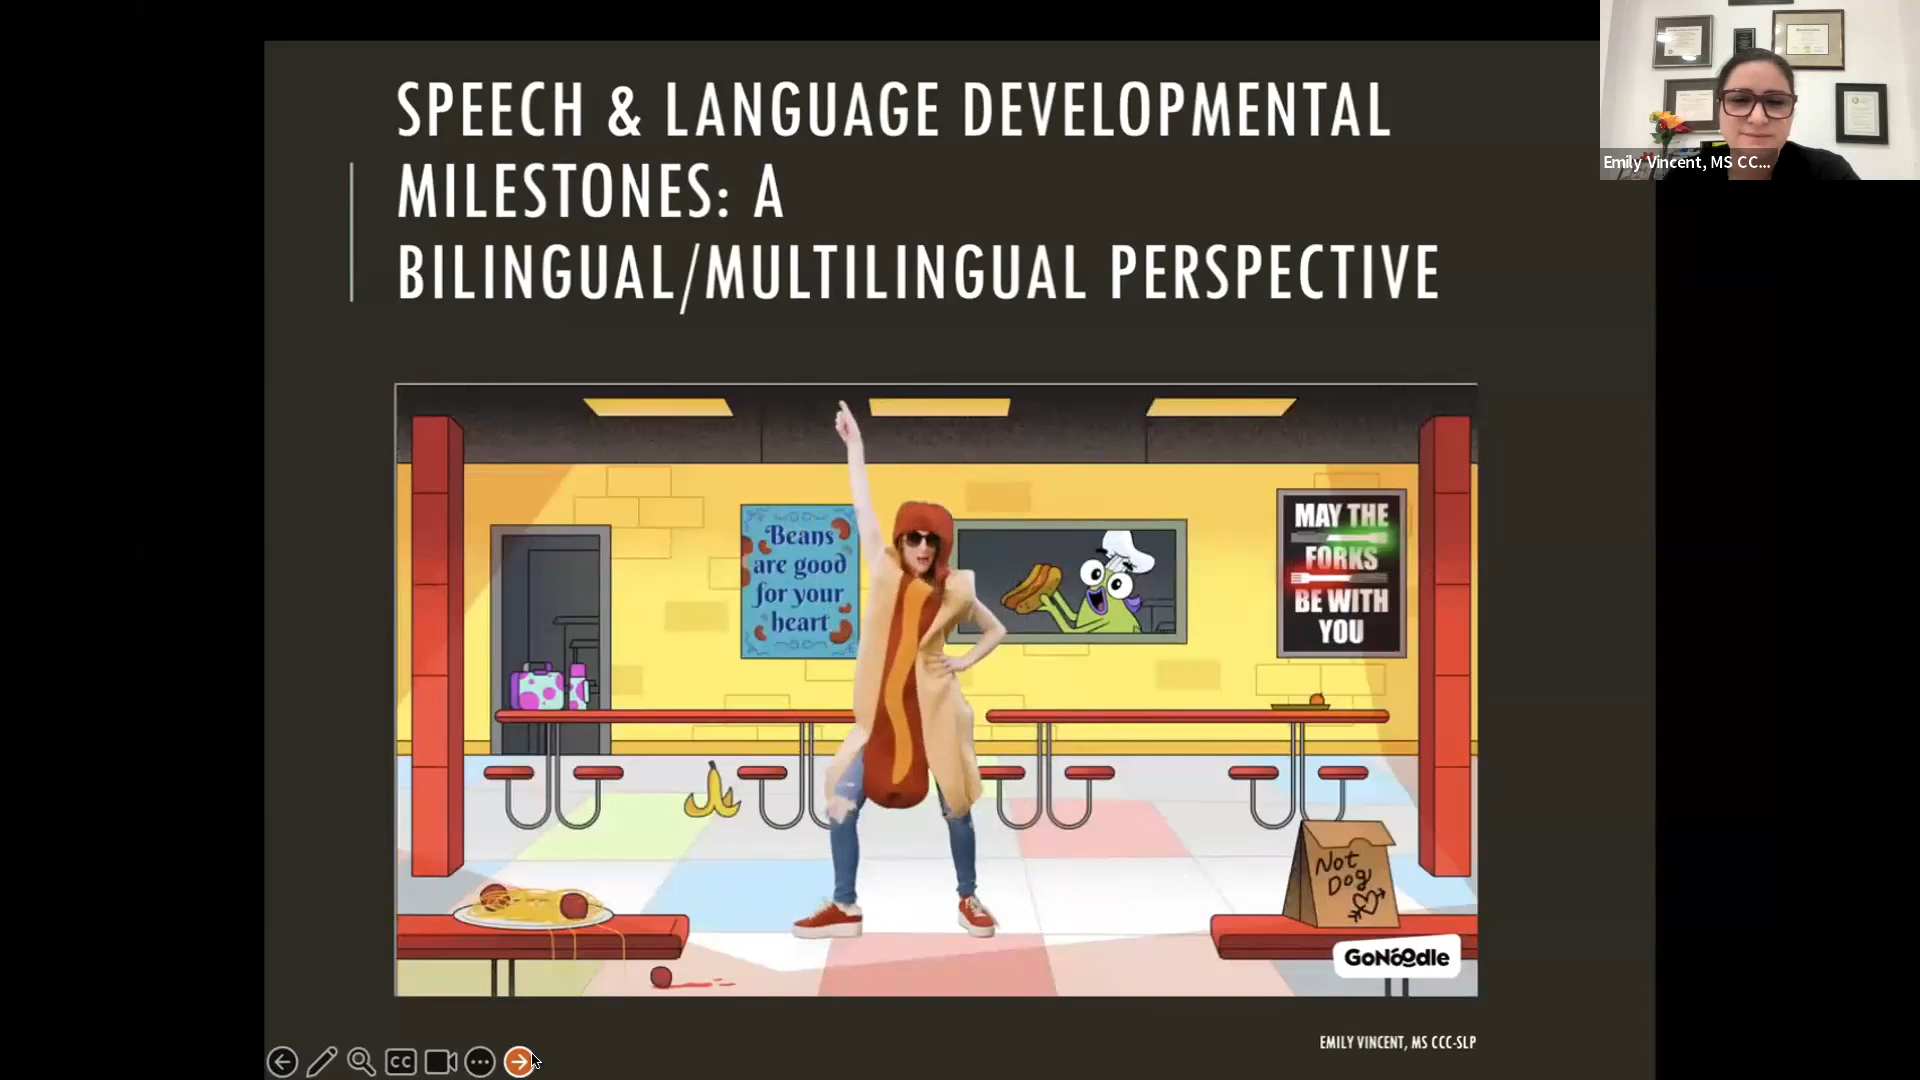 SPEECH & LANGUAGE DEVELOPMENTAL
MILESTONES: A
BILINGUAL/MULTILINGUAL PERSPECTIVE
Emily Vincent, MS CC...
Beans
are good
for your
heart
MAY THE
FORKS
BE WITH
YOU
Not
Dog
GoNoodle
EMILY VINCENT, MS CCC-SLP
CC